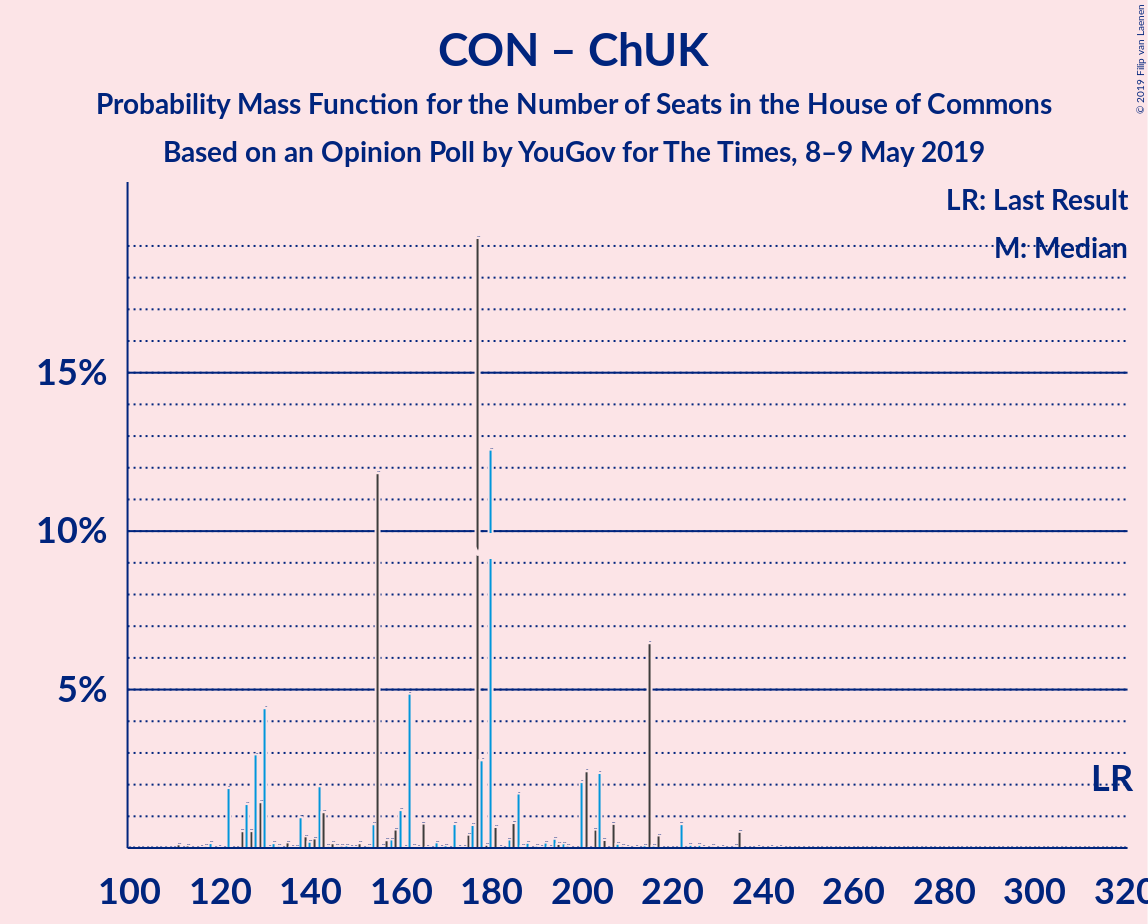 © 2019 Filip van Laenen
CON – ChUK
Probability Mass Function for the Number of Seats in the House of Commons
Based on an Opinion Poll by YouGov for The Times, 8–9 May 2019
LR: Last Result
M: Median
15%
10%
5%
LR
100 120 140 160 180 200 220 240 260 280 300 320